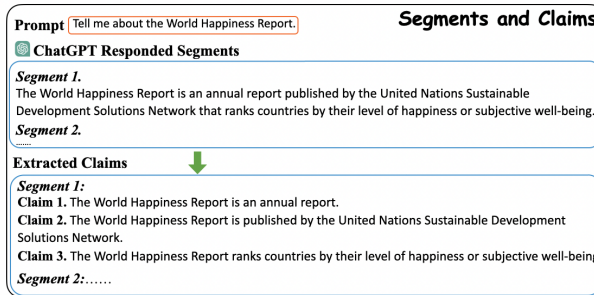 Segments and Claims
Prompt Tell me about the World Happiness Report.
ChatGPT Responded Segments
Segment 1.
The World Happiness Report is an annual report published by the United Nations Sustainable
Development Solutions Network that ranks countries by their level of happiness or subjective well-being.
Segment 2.
.......
Extracted Claims
Segment 1:
Claim 1. The World Happiness Report is an annual report.
Claim 2. The World Happiness Report is published by the United Nations Sustainable Development
Solutions Network.
Claim 3. The World Happiness Report ranks countries by their level of happiness or subjective well-being
Segment 2:......